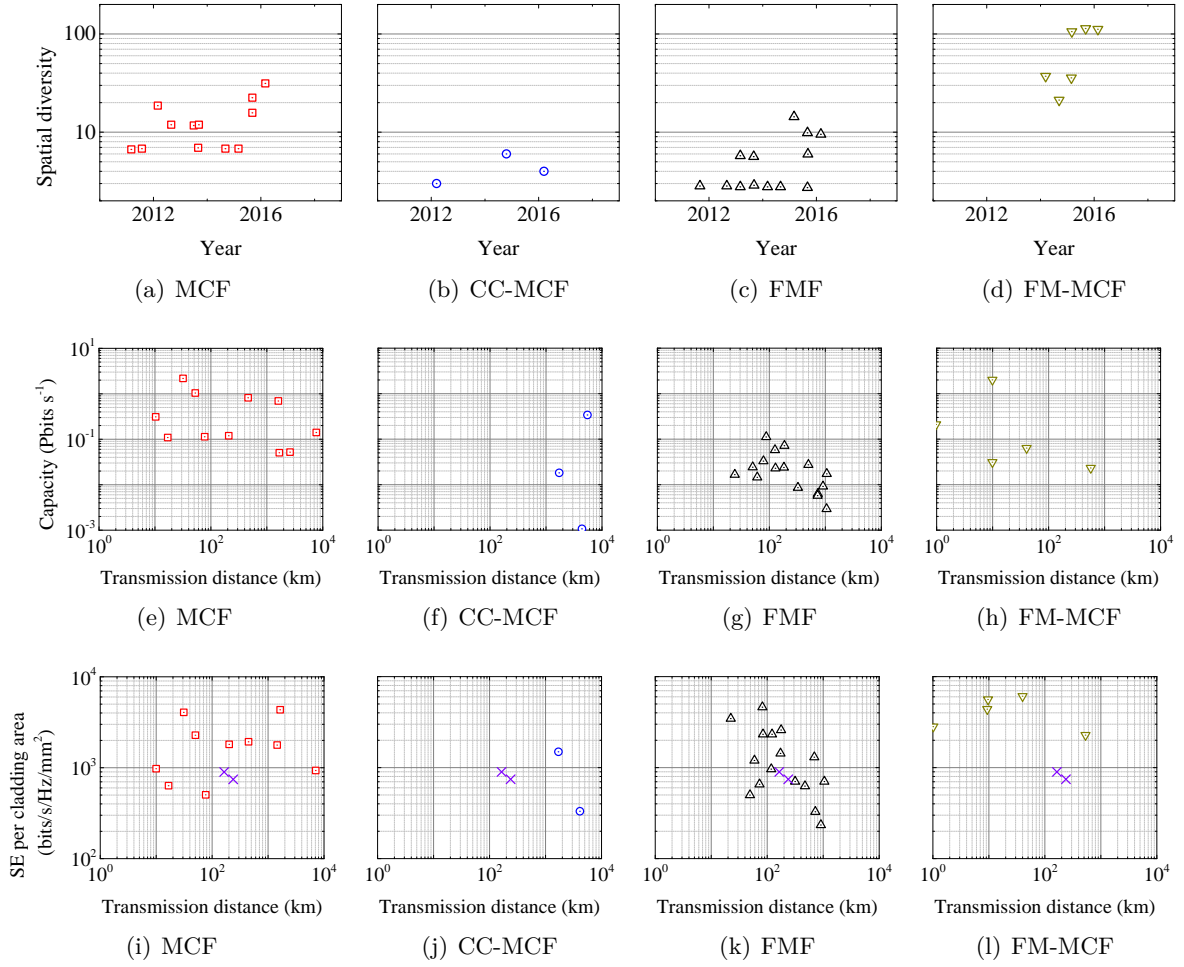 Spatial diversity
100
10
2012 2016
Year
(a) MCF
2012 2016
Year
(b) CC-MCF
2012 2016
Year
(c) FMF
2012 2016
Year
(d) FM-MCF
Capacity (Pbits s⁻¹)
10¹
10⁻¹
10⁻³
10⁰ 10² 10⁴
Transmission distance (km)
(e) MCF
10⁰ 10² 10⁴
Transmission distance (km)
(f) CC-MCF
10⁰ 10² 10⁴
Transmission distance (km)
(g) FMF
10⁰ 10² 10⁴
Transmission distance (km)
(h) FM-MCF
SE per cladding area
(bits/s/Hz/mm²)
10⁴
10³
10²
10⁰ 10² 10⁴
Transmission distance (km)
(i) MCF
10⁰ 10² 10⁴
Transmission distance (km)
(j) CC-MCF
10⁰ 10² 10⁴
Transmission distance (km)
(k) FMF
10⁰ 10² 10⁴
Transmission distance (km)
(l) FM-MCF